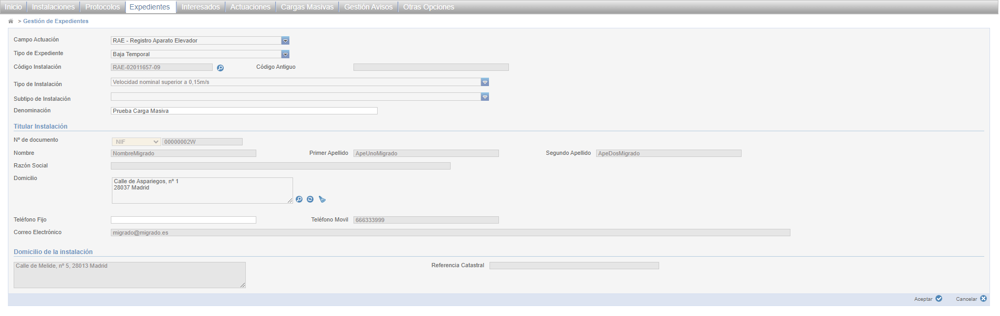 Inicio Instalaciones Protocolos Expedientes Interesados Actuaciones Cargas Masivas Gestión Avisos Otras Opciones
> Gestión de Expedientes
Campo Actuación RAE - Registro Aparato Elevador
Tipo de Expediente Baja Temporal
Código Instalación RAE-02011657-09 Código Antiguo
Tipo de Instalación Velocidad nominal superior a 0,15m/s
Subtipo de Instalación
Denominación Prueba Carga Masiva
Titular Instalación
Nº de documento NIF 00000002W
Nombre NombreMigrado Primer Apellido ApeUnoMigrado Segundo Apellido ApeDosMigrado
Razón Social
Domicilio Calle de Aspariegos, nº 1
28037 Madrid
Teléfono Fijo Teléfono Movil 666333999
Correo Electrónico migrado@migrado.es
Domicilio de la instalación
Calle de Melide, nº 5, 28013 Madrid Referencia Catastral
Aceptar Cancelar